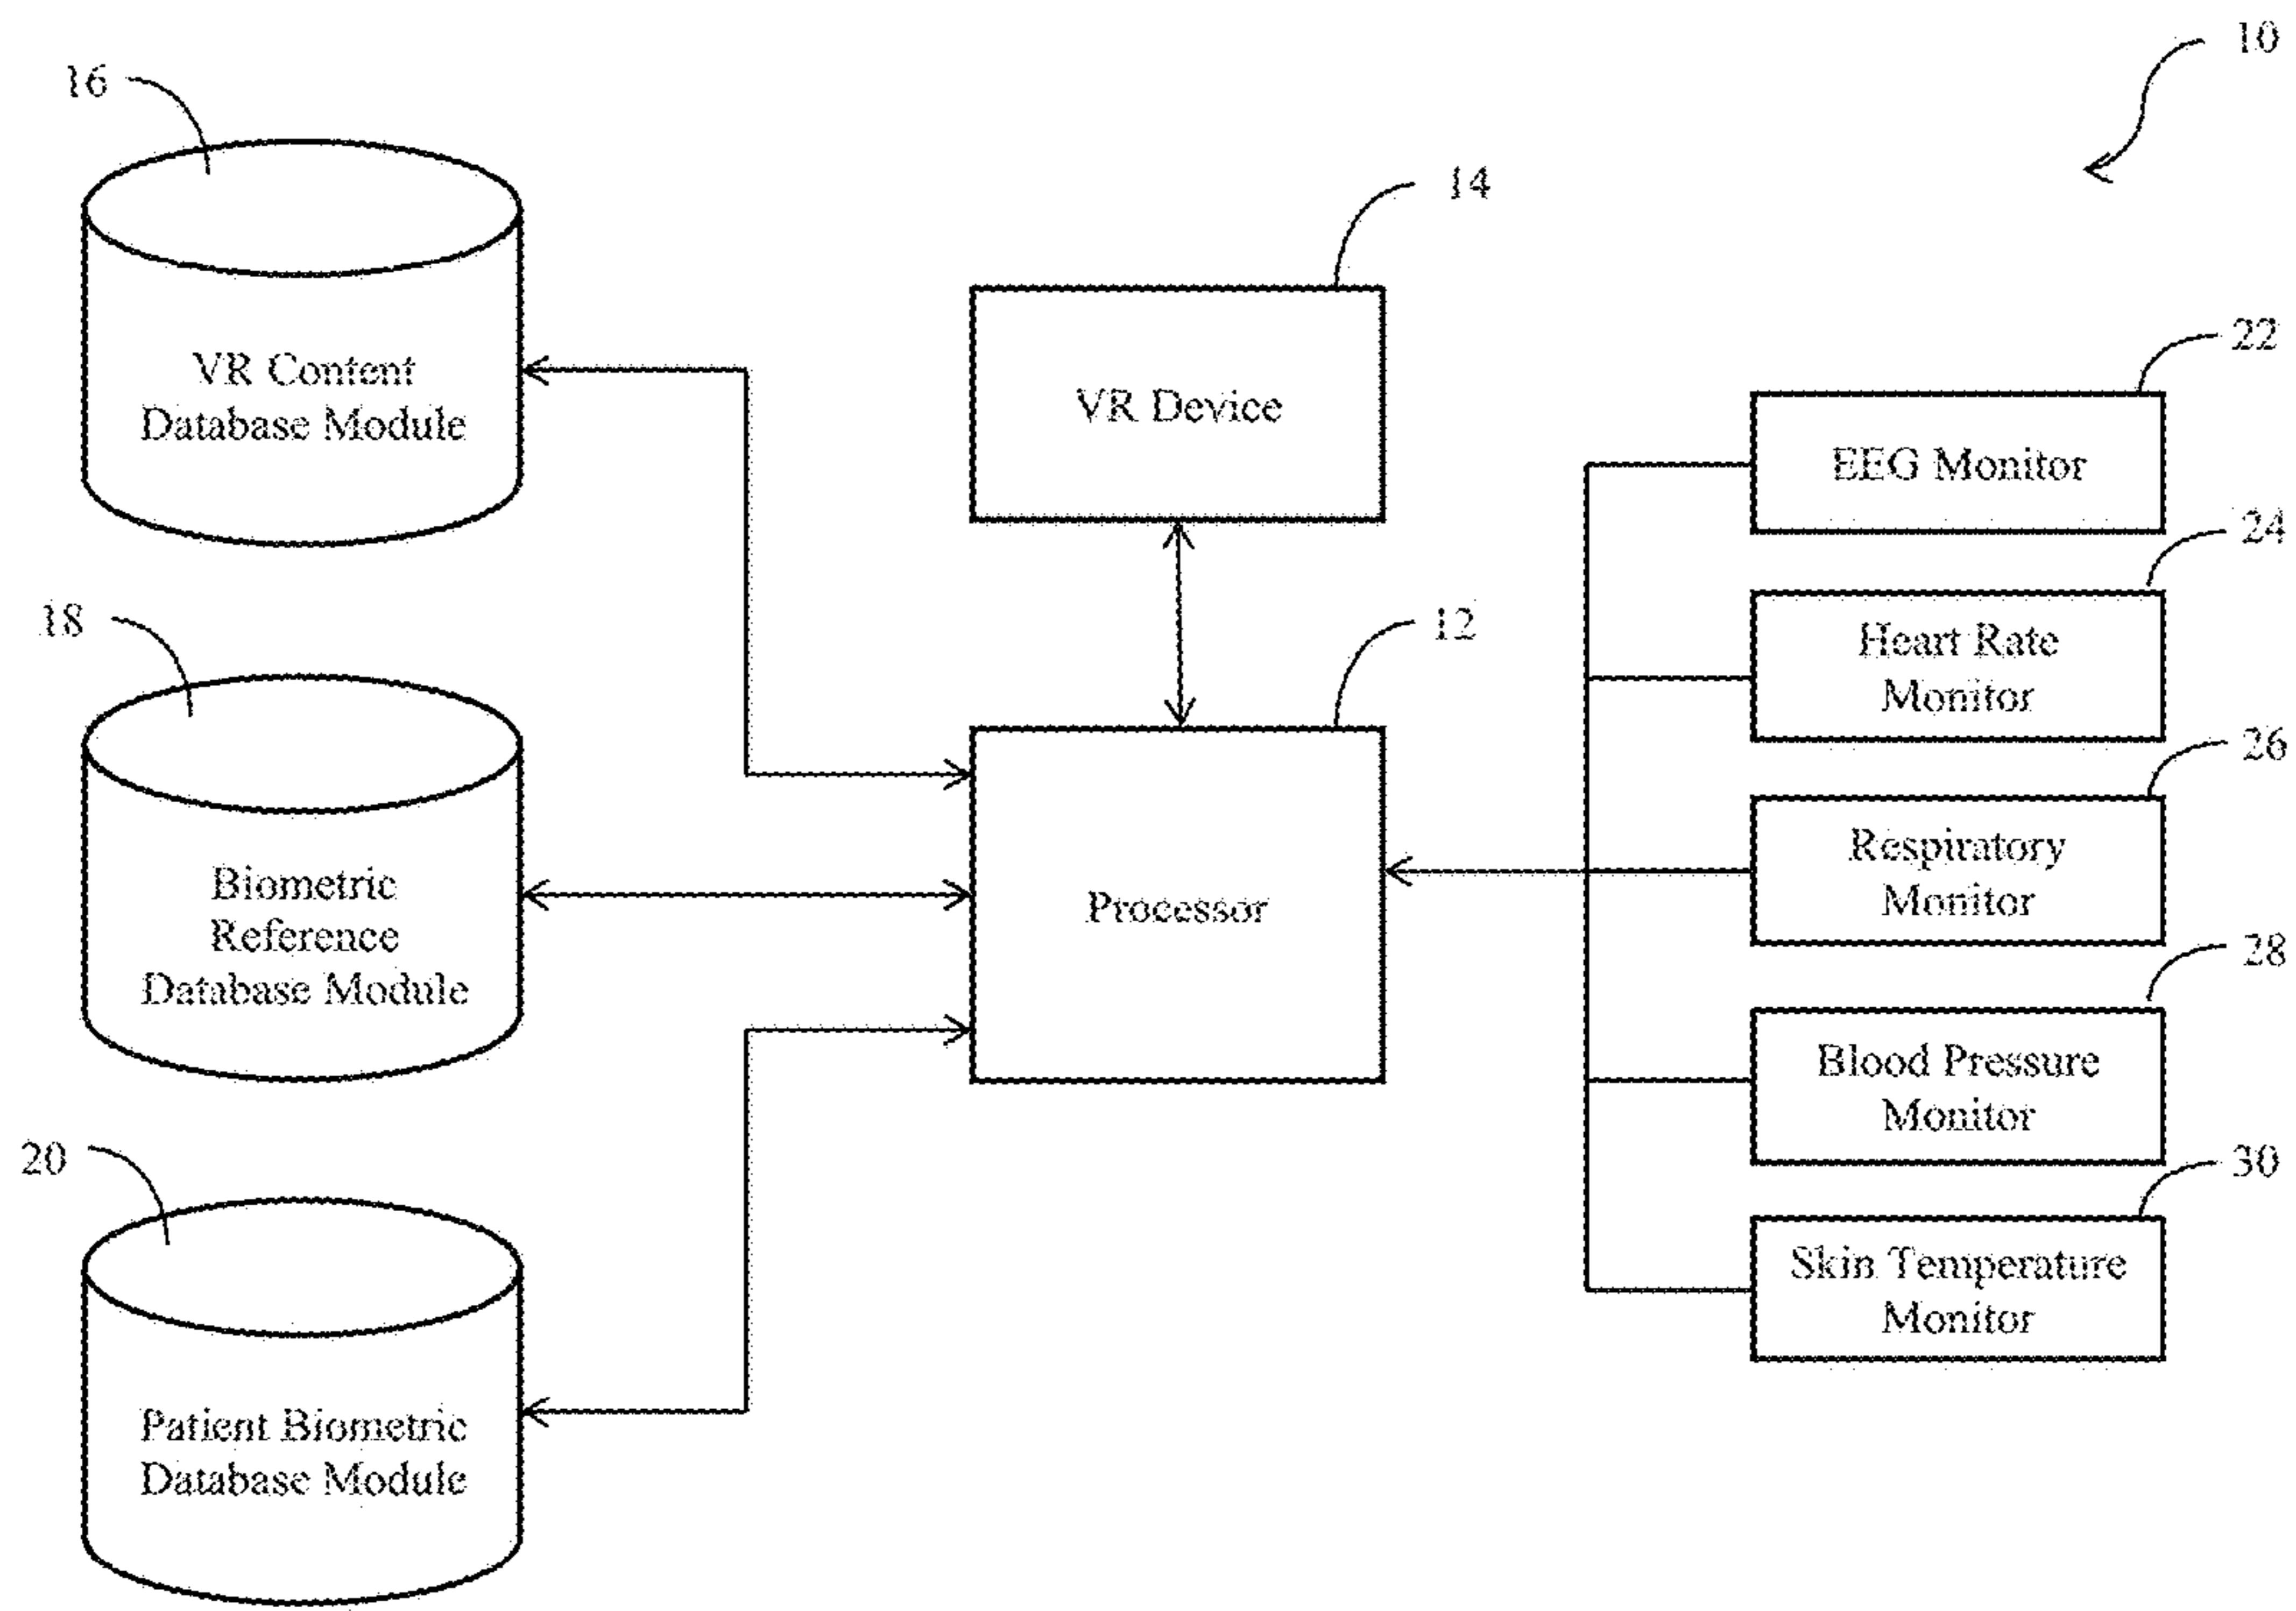 10
16
VR Content
Database Module
14
VR Device
22
EEG Monitor
24
Heart Rate
Monitor
18
Biometric
Reference
Database Module
12
Processor
26
Respiratory
Monitor
28
Blood Pressure
Monitor
20
Patient Biometric
Database Module
30
Skin Temperature
Monitor